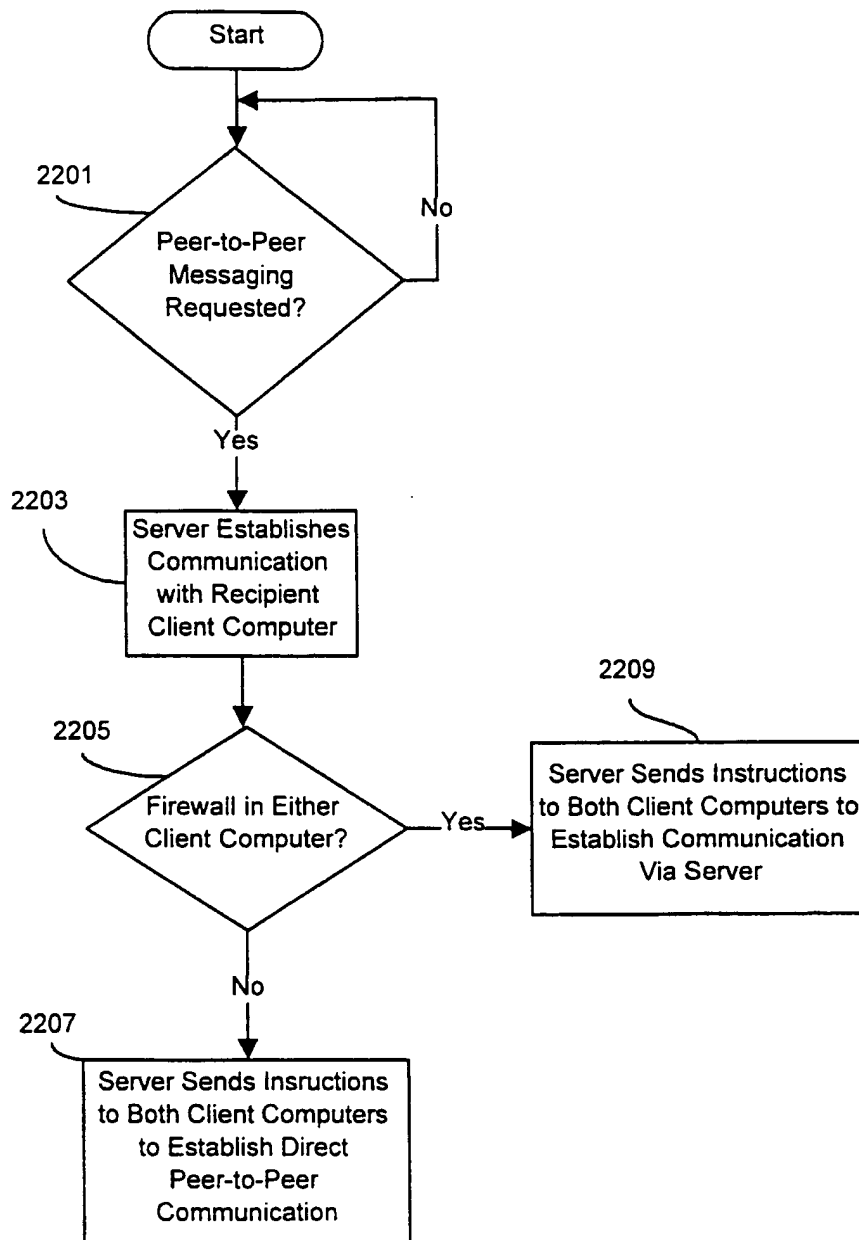 Start
2201
No
Peer-to-Peer
Messaging
Requested?
Yes
2203
Server Establishes
Communication
with Recipient
Client Computer
2209
2205
Server Sends Instructions
to Both Client Computers to
Establish Communication
Via Server
Firewall in Either
Client Computer?
Yes
No
2207
Server Sends Insructions
to Both Client Computers
to Establish Direct
Peer-to-Peer
Communication